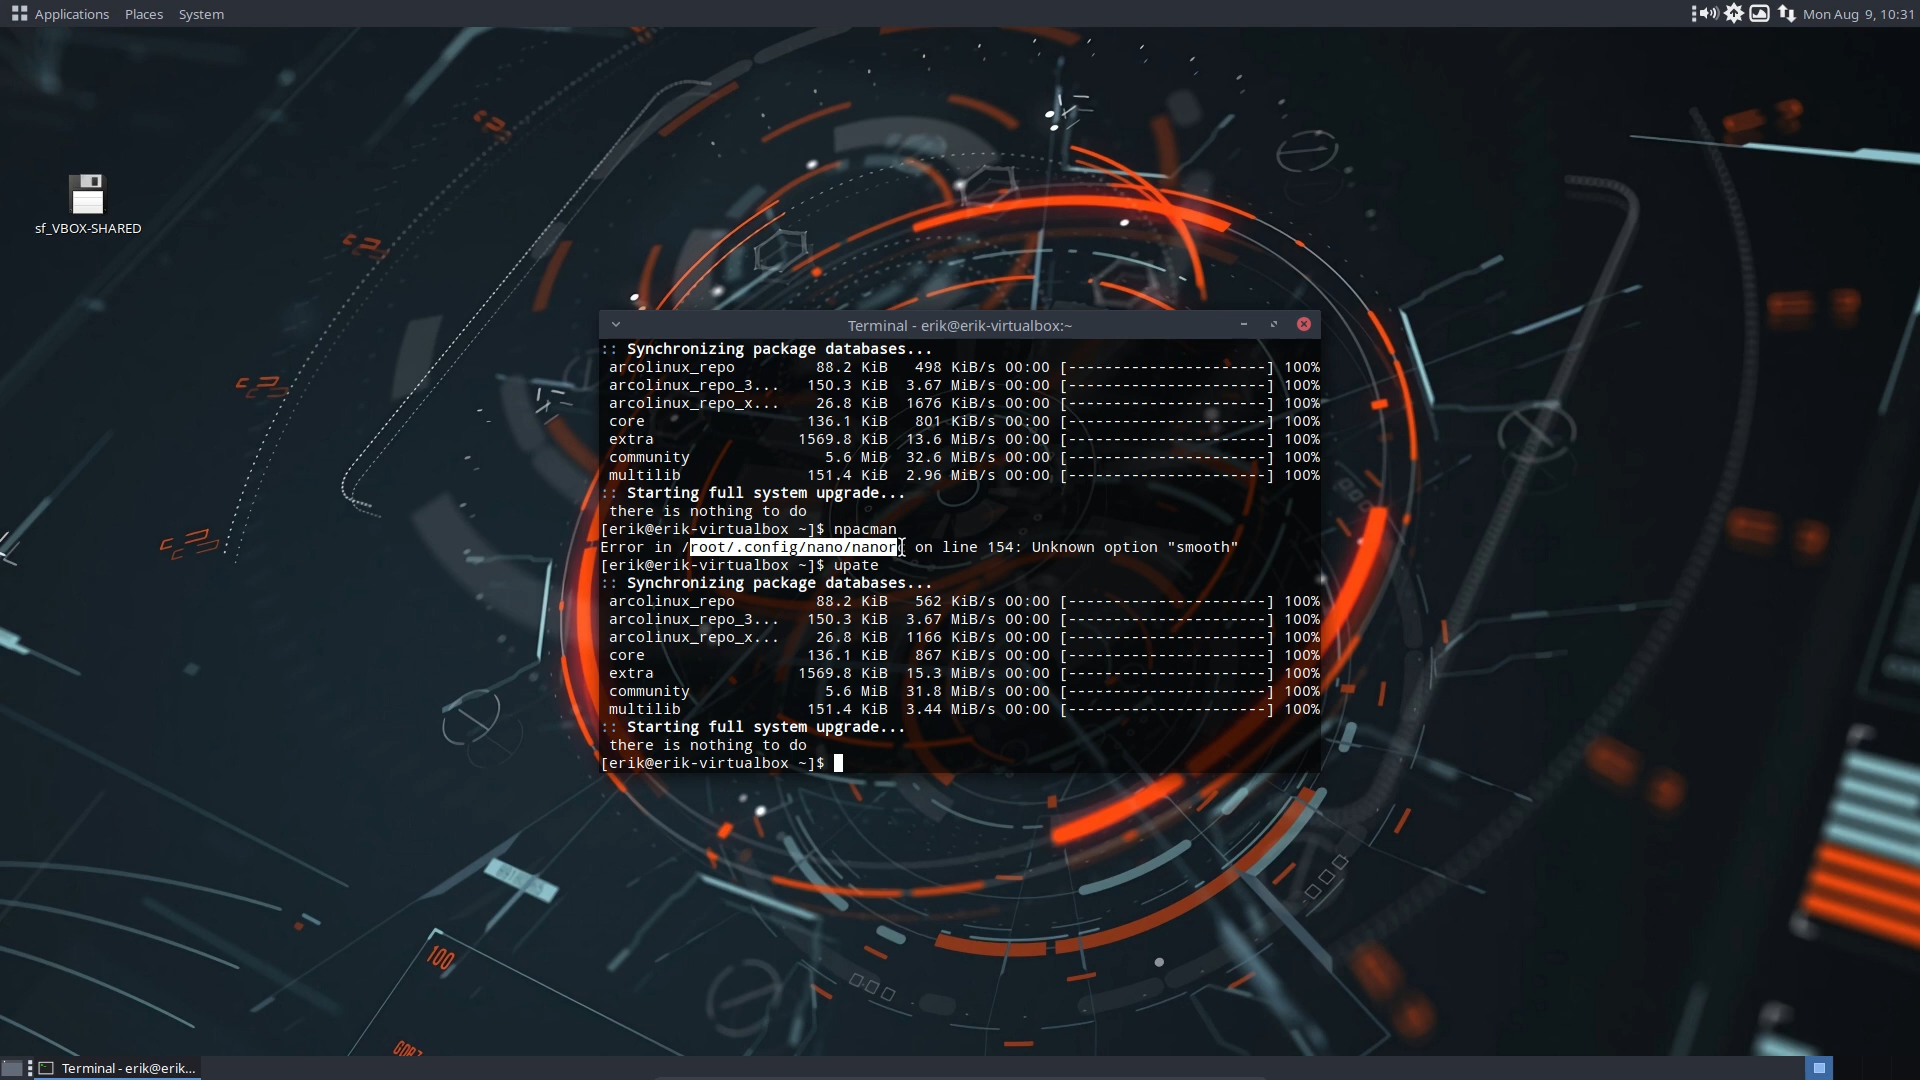 Applications Places System
Mon Aug 9, 10:31
sf_VBOX-SHARED
Terminal - erik@erik-virtualbox:~
:: Synchronizing package databases...
arcolinux_repo 88.2 KiB 498 KiB/s 00:00 [----------------------] 100%
arcolinux_repo_3... 150.3 KiB 3.67 MiB/s 00:00 [----------------------] 100%
arcolinux_repo_x... 26.8 KiB 1676 KiB/s 00:00 [----------------------] 100%
core 136.1 KiB 801 KiB/s 00:00 [----------------------] 100%
extra 1569.8 KiB 13.6 MiB/s 00:00 [----------------------] 100%
community 5.6 MiB 32.6 MiB/s 00:00 [----------------------] 100%
multilib 151.4 KiB 2.96 MiB/s 00:00 [----------------------] 100%
:: Starting full system upgrade...
there is nothing to do
[erik@erik-virtualbox ~]$ npacman
Error in /root/.config/nano/nanorc on line 154: Unknown option "smooth"
[erik@erik-virtualbox ~]$ upate
:: Synchronizing package databases...
arcolinux_repo 88.2 KiB 562 KiB/s 00:00 [----------------------] 100%
arcolinux_repo_3... 150.3 KiB 3.67 MiB/s 00:00 [----------------------] 100%
arcolinux_repo_x... 26.8 KiB 1166 KiB/s 00:00 [----------------------] 100%
core 136.1 KiB 867 KiB/s 00:00 [----------------------] 100%
extra 1569.8 KiB 15.3 MiB/s 00:00 [----------------------] 100%
community 5.6 MiB 31.8 MiB/s 00:00 [----------------------] 100%
multilib 151.4 KiB 3.44 MiB/s 00:00 [----------------------] 100%
:: Starting full system upgrade...
there is nothing to do
[erik@erik-virtualbox ~]$
100
Terminal - erik@erik...